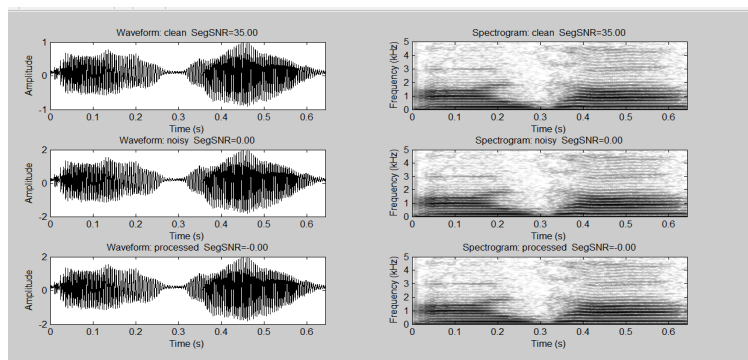 Waveform: clean SegSNR=35.00
Amplitude
1
0
-1
0 0.1 0.2 0.3 0.4 0.5 0.6
Time (s)
Spectrogram: clean SegSNR=35.00
Frequency (kHz)
5
4
3
2
1
0
0 0.1 0.2 0.3 0.4 0.5 0.6
Time (s)
Waveform: noisy SegSNR=0.00
Amplitude
2
0
-2
0 0.1 0.2 0.3 0.4 0.5 0.6
Time (s)
Spectrogram: noisy SegSNR=0.00
Frequency (kHz)
5
4
3
2
1
0
0 0.1 0.2 0.3 0.4 0.5 0.6
Time (s)
Waveform: processed SegSNR=-0.00
Amplitude
2
0
-2
0 0.1 0.2 0.3 0.4 0.5 0.6
Time (s)
Spectrogram: processed SegSNR=-0.00
Frequency (kHz)
5
4
3
2
1
0
0 0.1 0.2 0.3 0.4 0.5 0.6
Time (s)